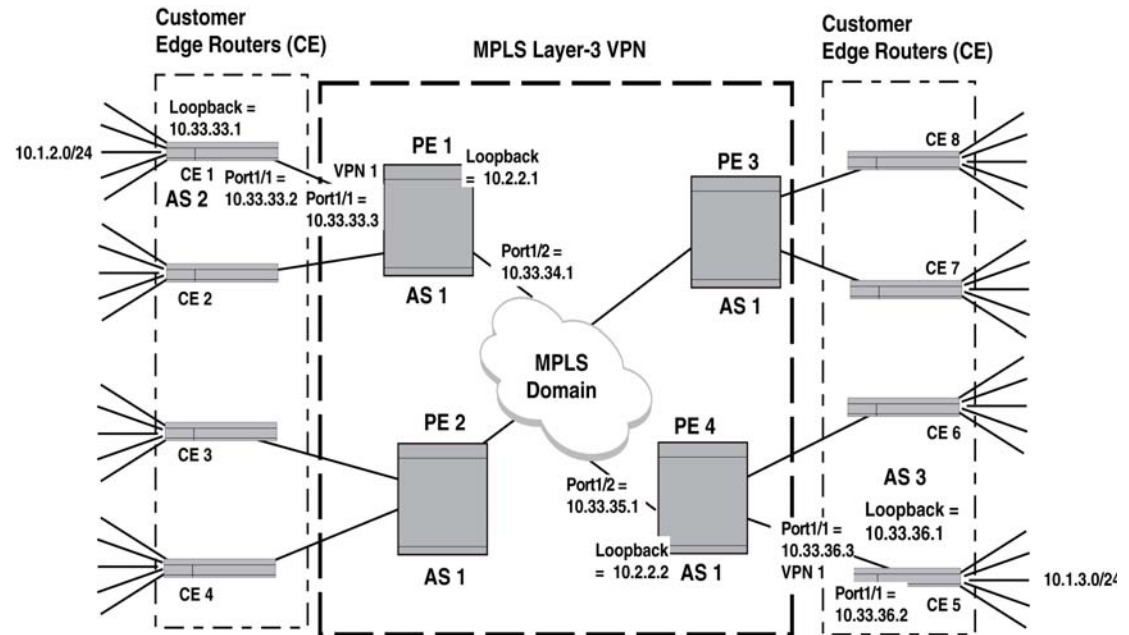 Customer
Edge Routers (CE)
MPLS Layer-3 VPN
Customer
Edge Routers (CE)
Loopback =
10.33.33.1
10.1.2.0/24
CE 1
AS 2
Port1/1 =
10.33.33.2
VPN 1
Port1/1 =
10.33.33.3
PE 1
Loopback
= 10.2.2.1
PE 3
CE 8
Port1/2 =
10.33.34.1
AS 1
AS 1
CE 2
CE 7
MPLS
Domain
PE 2
PE 4
CE 3
CE 6
AS 3
Loopback =
10.33.36.1
Port1/2 =
10.33.35.1
Port1/1 =
10.33.36.3
VPN 1
Loopback
= 10.2.2.2
AS 1
AS 1
CE 4
Port1/1 =
10.33.36.2
CE 5
10.1.3.0/24